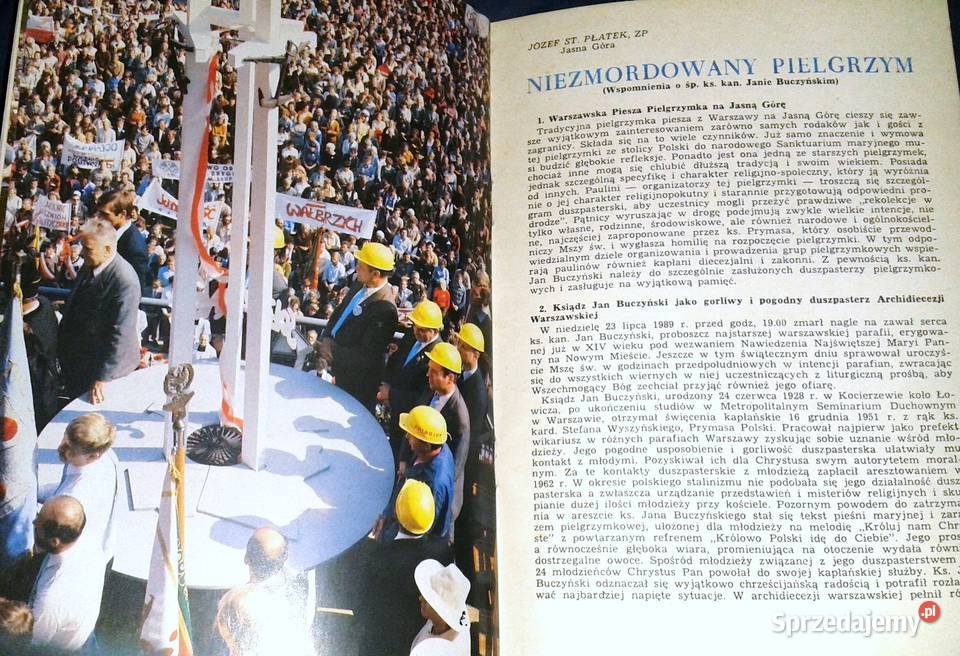 WAŁBRZYCH
JÓZEF ST. PŁATEK, ZP
Jasna Góra
NIEZMORDOWANY PIELGRZYM
(Wspomnienia o śp. ks. kan. Janie Buczyńskim)
1. Warszawska Piesza Pielgrzymka na Jasną Górę
Tradycyjna pielgrzymka piesza z Warszawy na Jasną Górę cieszy się zaw-
sze wyjątkowym zainteresowaniem zarówno samych rodaków jak i gości z
zagranicy. Składa się na to wiele czynników. Już samo znaczenie i wymowa
tej pielgrzymki ze stolicy Polski do narodowego Sanktuarium maryjnego mu-
si budzić głębokie refleksje. Ponadto jest ona jedną ze starszych pielgrzymek,
chociaż inne mogą się chlubić dłuższą tradycją i swoim wiekiem. Posiada
jednak szczególną specyfikę i charakter religijno-społeczny, który ją wyróżnia
od innych. Paulini — organizatorzy tej pielgrzymki — troszczą się szczegól-
nie o jej charakter religijnopokutny i starannie przygotowują odpowiedni pro-
gram duszpasterski, aby uczestnicy mogli przeżyć prawdziwe „rekolekcje w
drodze". Pątnicy wyruszając w drogę podejmują zwykle wielkie intencje, nie
tylko własne, rodzinne, środowiskowe, ale również narodowe i ogólnokościel-
ne, najczęściej zaproponowane przez ks. Prymasa, który osobiście przewod-
niczy Mszy św. i wygłasza homilię na rozpoczęcie pielgrzymki. W tym odpo-
wiedzialnym dziele organizowania i prowadzenia grup pielgrzymkowych wspie-
rają paulinów również kapłani diecezjalni i zakonni. Z pewnością ks. kan.
Jan Buczyński należy do szczególnie zasłużonych duszpasterzy pielgrzymko-
wych i zasługuje na wyjątkową pamięć.
2. Ksiądz Jan Buczyński jako gorliwy i pogodny duszpasterz Archidiecezji
Warszawskiej
W niedzielę 23 lipca 1989 r. przed godz. 19.00 zmarł nagle na zawał serca
ks. kan. Jan Buczyński, proboszcz najstarszej warszawskiej parafii, erygowa-
nej już w XIV wieku pod wezwaniem Nawiedzenia Najświętszej Maryi Pan-
ny na Nowym Mieście. Jeszcze w tym świątecznym dniu sprawował uroczyś-
cie Mszę św. w godzinach przedpołudniowych w intencji parafian, zwracając
się do wszystkich wiernych w niej uczestniczących z liturgiczną prośbą, aby
Wszechmogący Bóg zechciał przyjąć również jego ofiarę.
Ksiądz Jan Buczyński, urodzony 24 czerwca 1928 r. w Kocierzewie koło Ło-
wicza, po ukończeniu studiów w Metropolitalnym Seminarium Duchownym
w Warszawie, otrzymał święcenia kapłańskie 16 grudnia 1951 r. z rąk ks.
kard. Stefana Wyszyńskiego, Prymasa Polski. Pracował najpierw jako prefekt
wikariusz w różnych parafiach Warszawy zyskując sobie uznanie wśród mło-
dzieży. Jego pogodne usposobienie i gorliwość duszpasterska ułatwiały mu
kontakt z młodymi. Pozyskiwał ich dla Chrystusa swym autorytetem moral-
nym. Za te kontakty duszpasterskie z młodzieżą zapłacił aresztowaniem w
1962 r. W okresie polskiego stalinizmu nie podobała się jego działalność dusz
pasterska a zwłaszcza urządzanie przedstawień i misteriów religijnych i sku
pianie dużej ilości młodzieży przy kościele. Pozornym powodem do zatrzyma
nia w areszcie ks. Jana Buczyńskiego stał się tekst pieśni maryjnej i zara
zem pielgrzymkowej, ułożonej dla młodzieży na melodię „Króluj nam Chry
ste" z powtarzanym refrenem „Królowo Polski idę do Ciebie". Jego pros
a równocześnie głęboka wiara, promieniująca na otoczenie wydała równi
dostrzegalne owoce. Spośród młodzieży związanej z jego duszpasterstwem
24 młodzieńców Chrystus Pan powołał do swojej kapłańskiej służby. Ks. J
Buczyński odznaczał się wyjątkowo chrześcijańską radością i potrafił rozła
wać najbardziej napięte sytuacje. W archidiecezji warszawskiej pełnił ró
Sprzedajemy .pl